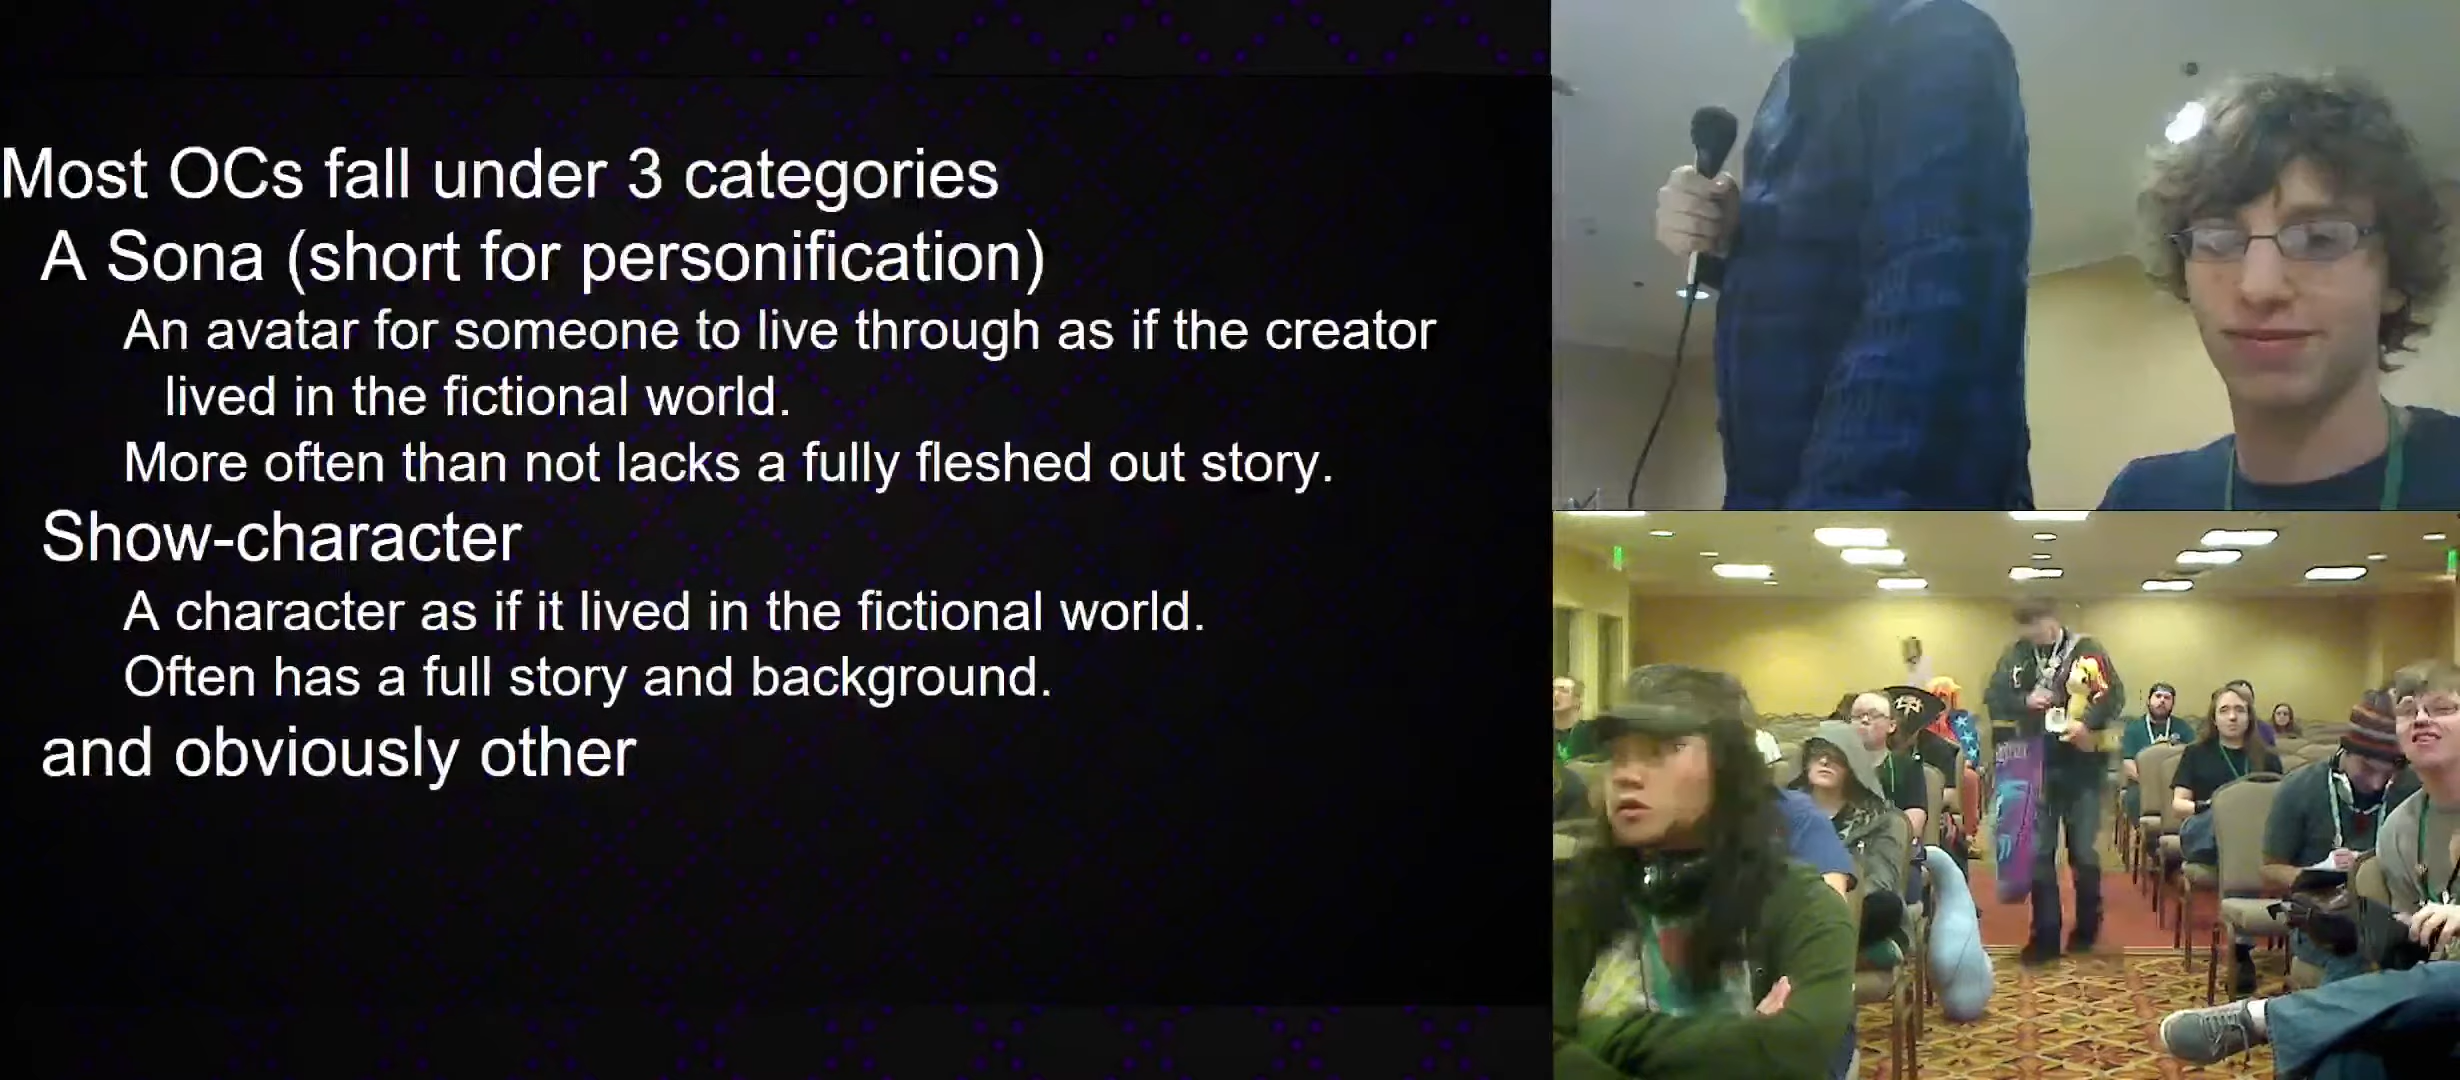 Most OCs fall under 3 categories
A Sona (short for personification)
An avatar for someone to live through as if the creator
lived in the fictional world.
More often than not lacks a fully fleshed out story.
Show-character
A character as if it lived in the fictional world.
Often has a full story and background.
and obviously other